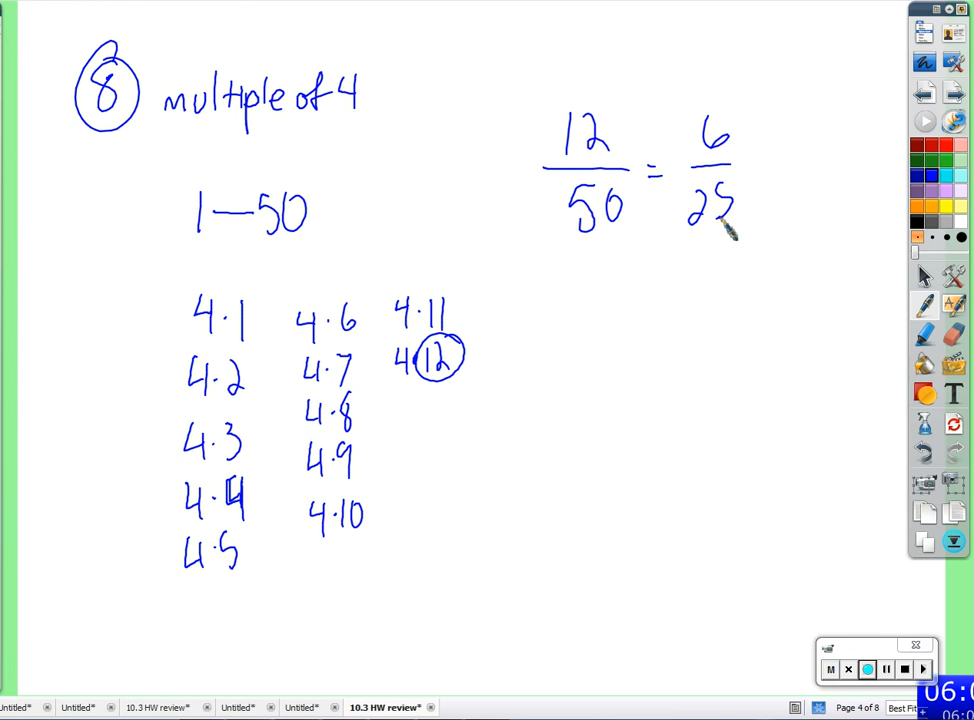 8 multiple of 4
12/50 = 6/25
1—50
4·1 4·6 4·11
4·2 4·7 4·12
4·3 4·8
4·4 4·9
4·5 4·10
T
M
Untitled* Untitled* 10.3 HW review* Untitled* Untitled* 10.3 HW review* Page 4 of 8 Best Fit
06:0